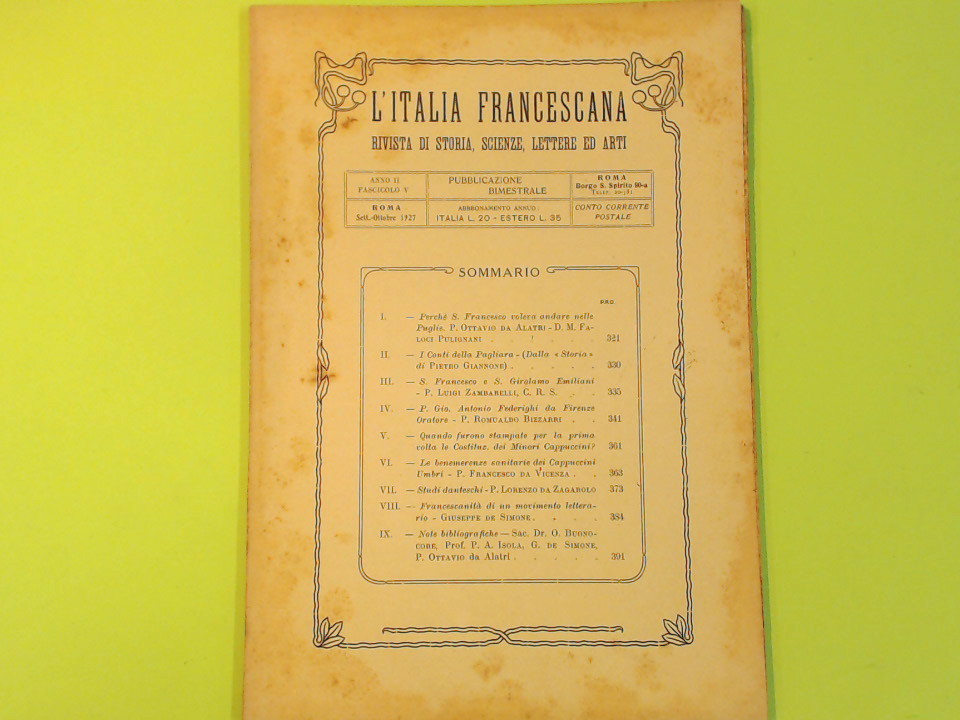 L'ITALIA FRANCESCANA
RIVISTA DI STORIA, SCIENZE, LETTERE ED ARTI
ANNO II
FASCICOLO V
PUBBLICAZIONE
BIMESTRALE
ROMA
Borgo S. Spirito 80-a
TELEF. 20-781
ROMA
Sett.-Ottobre 1927
ABBONAMENTO ANNUO:
ITALIA L. 20 - ESTERO L. 35
CONTO CORRENTE
POSTALE
SOMMARIO
PAG.
I. — Perchè S. Francesco voleva andare nelle
Puglie. P. OTTAVIO DA ALATRI - D. M. FA-
LOCI PULIGNANI . . . . 321
II. — I Conti della Pagliara - (Dalla « Storia »
di PIETRO GIANNONE) . . . . . 330
III. — S. Francesco e S. Girolamo Emiliani
- P. LUIGI ZAMBARELLI, C. R. S. . . 335
IV. — P. Gio. Antonio Federighi da Firenze
Oratore - P. ROMUALDO BIZZARRI . . 341
V. — Quando furono stampate per la prima
volta le Costituz. dei Minori Cappuccini? 361
VI. — Le benemerenze sanitarie dei Cappuccini
Umbri - P. FRANCESCO DA VICENZA . . 363
VII. — Studi danteschi - P. LORENZO DA ZAGAROLO 373
VIII. — Francescanità di un movimento lettera-
rio - GIUSEPPE DE SIMONE . . . . 384
IX. — Note bibliografiche — Sac. Dr. O. BUONO-
CORE, Prof. P. A. ISOLA, G. DE SIMONE,
P. OTTAVIO da Alatri . . . . . 391